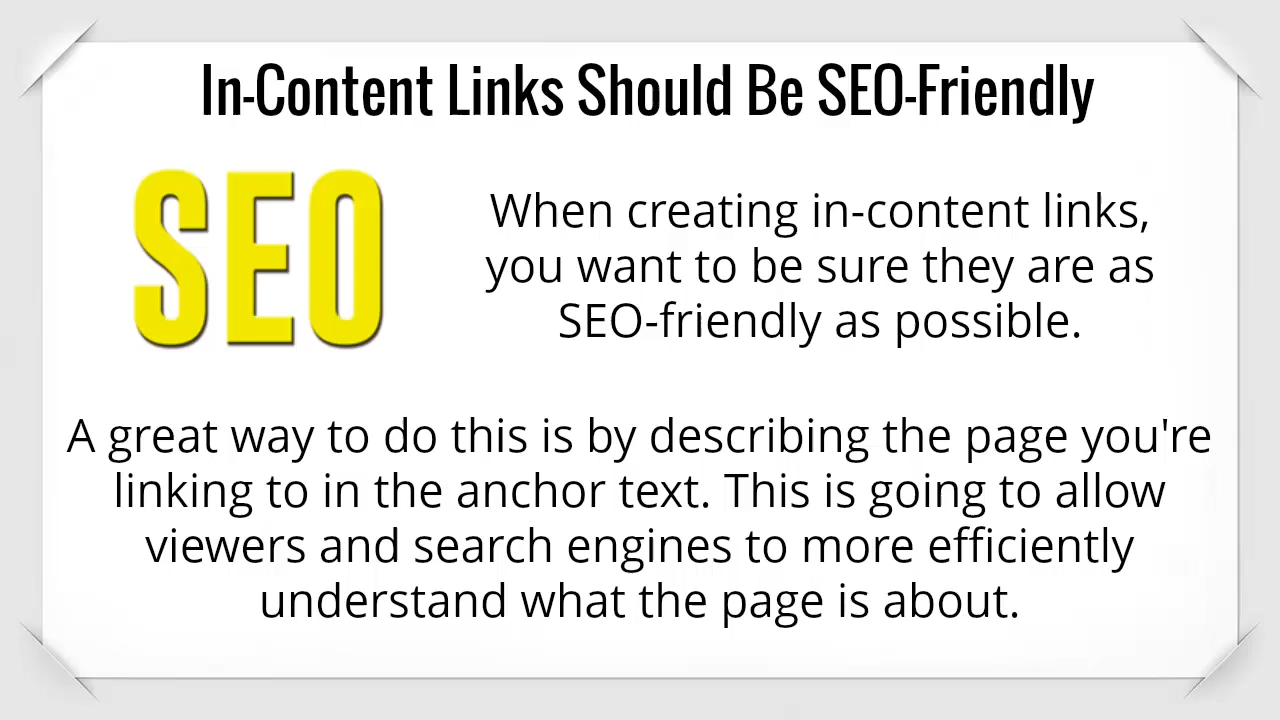 In-Content Links Should Be SEO-Friendly
SEO
When creating in-content links,
you want to be sure they are as
SEO-friendly as possible.
A great way to do this is by describing the page you're
linking to in the anchor text. This is going to allow
viewers and search engines to more efficiently
understand what the page is about.